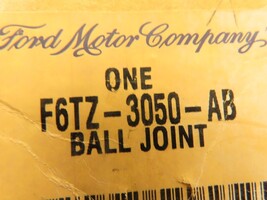 Ford Motor Company
ONE
F6TZ-3050-AB
BALL JOINT